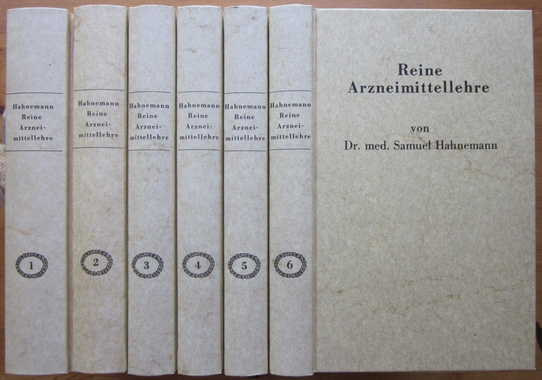 Hahnemann
Reine
Arznei-
mittellehre
1
Hahnemann
Reine
Arznei-
mittellehre
2
Hahnemann
Reine
Arznei-
mittellehre
3
Hahnemann
Reine
Arznei-
mittellehre
4
Hahnemann
Reine
Arznei-
mittellehre
5
Hahnemann
Reine
Arznei-
mittellehre
6
Reine
Arzneimittellehre
von
Dr. med. Samuel Hahnemann